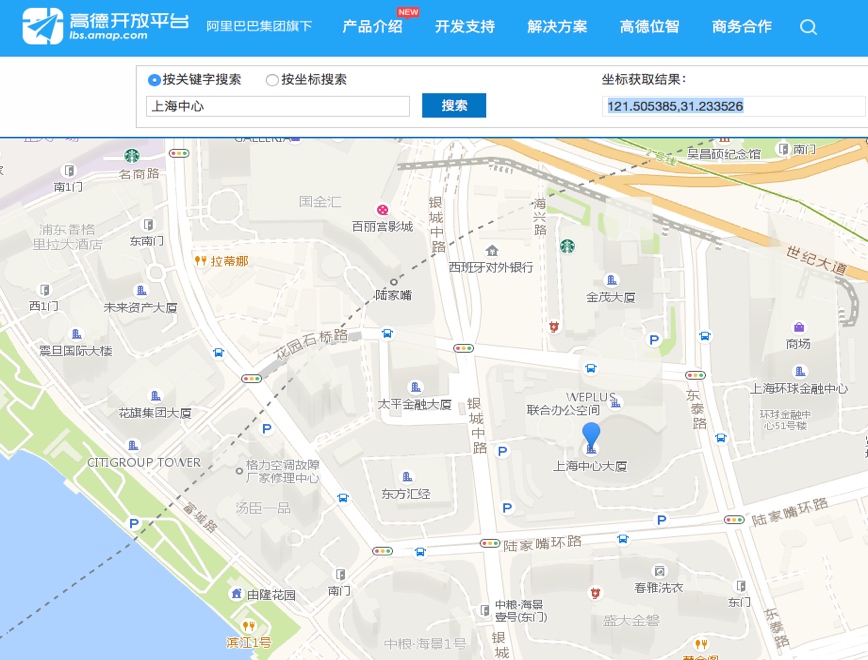 高德开放平台
lbs.amap.com
阿里巴巴集团旗下
产品介绍
NEW
开发支持
解决方案
高德位智
商务合作
按关键字搜索
按坐标搜索
坐标获取结果：
上海中心
搜索
121.505385,31.233526
GALLERIA
2号线
吴昌硕纪念馆
南门
名商路
南1门
国金汇
银城中路
海兴路
百丽宫影城
浦东香格
里拉大酒店
东南门
世纪大道
拉蒂娜
西班牙对外银行
陆家嘴
金茂大厦
西1门
未来资产大厦
花园石桥路
商场
震旦国际大楼
P
上海环球金融中心
花旗集团大厦
太平金融大厦
银城中路
WEPLUS
联合办公空间
东泰路
环球金融中
心51号楼
P
P
CITIGROUP TOWER
格力空调故障
厂家修理中心
上海中心大厦
东方汇经
汤臣一品
富城路
P
P
P
陆家嘴环路
陆家嘴环路
由隆花园
南门
春雅洗衣
东门
中粮·海景
壹号(东门)
盛大金磐
东泰路
滨江1号
中粮·海景1号
银城